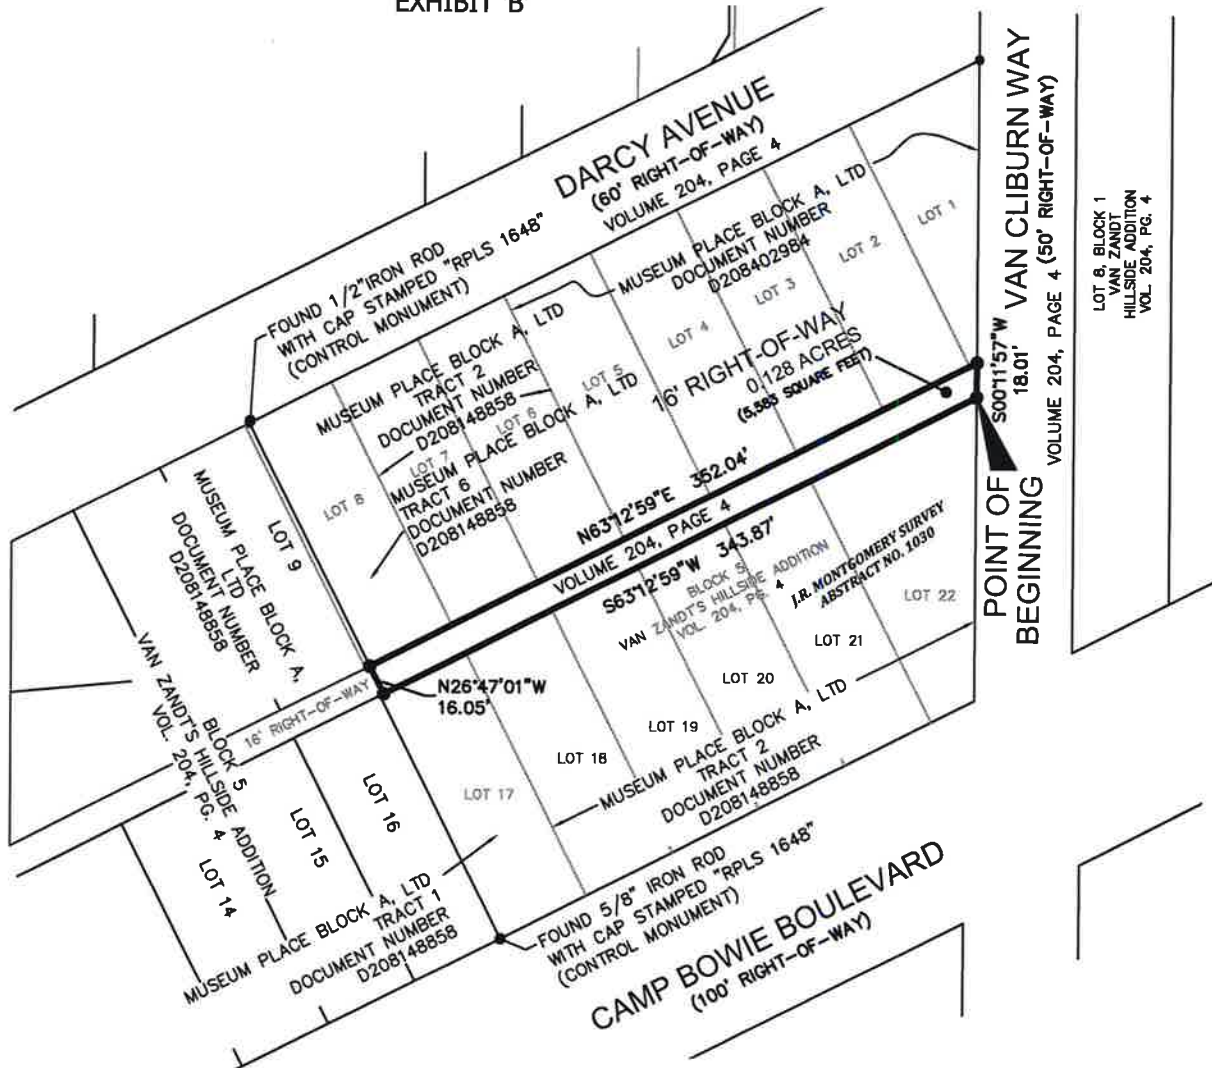 EXHIBIT B
DARCY AVENUE
(60' RIGHT-OF-WAY)
VOLUME 204, PAGE 4
FOUND 1/2"IRON ROD
WITH CAP STAMPED "RPLS 1648"
(CONTROL MONUMENT)
MUSEUM PLACE BLOCK A, LTD
DOCUMENT NUMBER
D208402984
LOT 1
LOT 2
LOT 3
LOT 4
LOT 5
LOT 6
LOT 7
LOT 8
MUSEUM PLACE BLOCK A, LTD
TRACT 2
DOCUMENT NUMBER
D208148858
MUSEUM PLACE BLOCK A, LTD
TRACT 6
DOCUMENT NUMBER
D208148858
16' RIGHT-OF-WAY
0.128 ACRES
(5,583 SQUARE FEET)
VAN CLIBURN WAY
(50' RIGHT-OF-WAY)
VOLUME 204, PAGE 4
S00°11'57"W
18.01'
LOT 8, BLOCK 1
VAN ZANDT
HILLSIDE ADDITION
VOL. 204, PG. 4
POINT OF
BEGINNING
N63°12'59"E 352.04'
VOLUME 204, PAGE 4
S63°12'59"W 343.87'
BLOCK 5
VAN ZANDT'S HILLSIDE ADDITION
VOL. 204, PG. 4
J.R. MONTGOMERY SURVEY
ABSTRACT NO. 1030
LOT 22
LOT 21
LOT 20
LOT 19
LOT 18
LOT 17
N26°47'01"W
16.05'
LOT 9
MUSEUM PLACE BLOCK A,
LTD
DOCUMENT NUMBER
D208148858
16' RIGHT-OF-WAY
BLOCK 5
VAN ZANDT'S HILLSIDE ADDITION
VOL. 204, PG. 4
LOT 16
LOT 15
LOT 14
MUSEUM PLACE BLOCK A, LTD
TRACT 1
DOCUMENT NUMBER
D208148858
MUSEUM PLACE BLOCK A, LTD
TRACT 2
DOCUMENT NUMBER
D208148858
FOUND 5/8" IRON ROD
WITH CAP STAMPED "RPLS 1648"
(CONTROL MONUMENT)
CAMP BOWIE BOULEVARD
(100' RIGHT-OF-WAY)